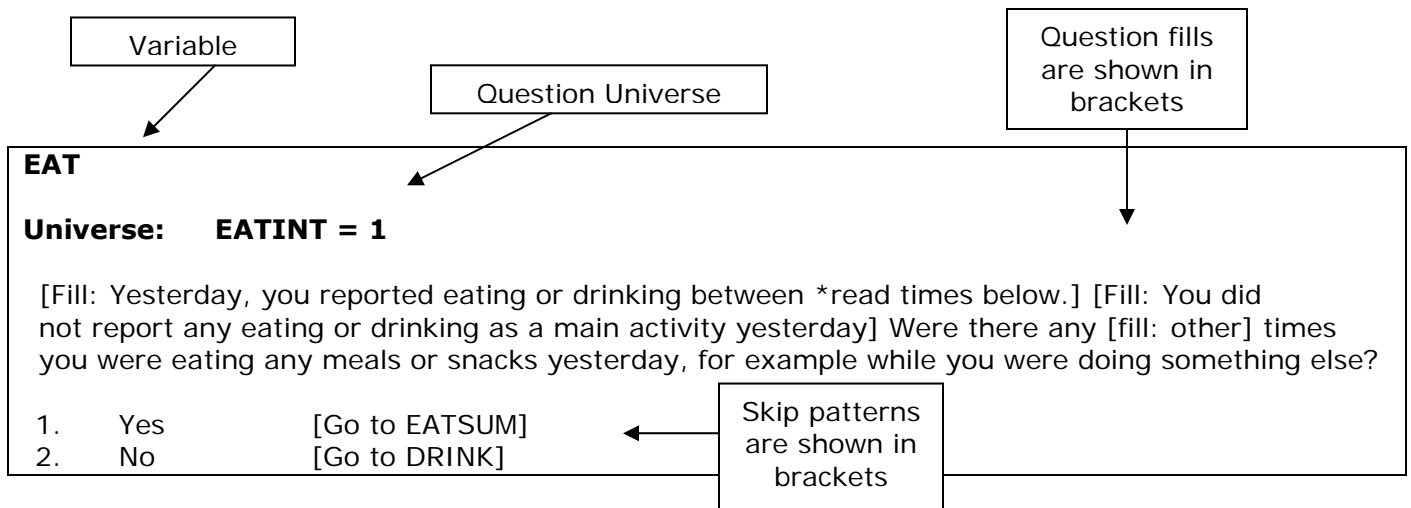 Variable
Question Universe
Question fills
are shown in
brackets
EAT
Universe: EATINT = 1
[Fill: Yesterday, you reported eating or drinking between *read times below.] [Fill: You did
not report any eating or drinking as a main activity yesterday] Were there any [fill: other] times
you were eating any meals or snacks yesterday, for example while you were doing something else?
1. Yes [Go to EATSUM]
2. No [Go to DRINK]
Skip patterns
are shown in
brackets